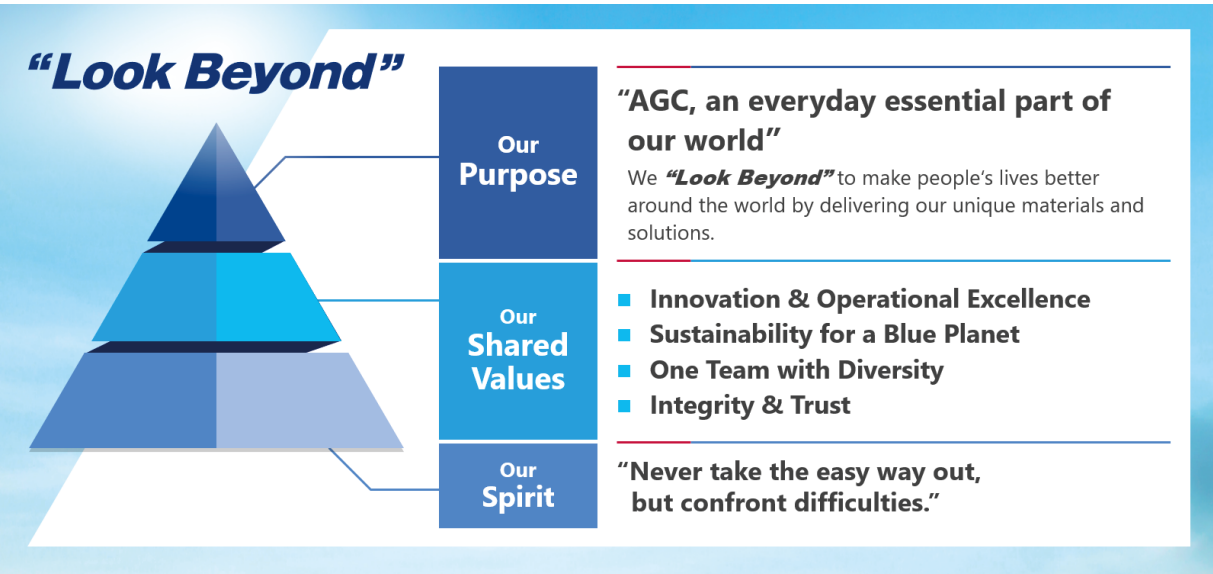 “Look Beyond”
Our
Purpose
“AGC, an everyday essential part of
our world”
We “Look Beyond” to make people’s lives better
around the world by delivering our unique materials and
solutions.
Our
Shared
Values
Innovation & Operational Excellence
Sustainability for a Blue Planet
One Team with Diversity
Integrity & Trust
Our
Spirit
“Never take the easy way out,
but confront difficulties.”